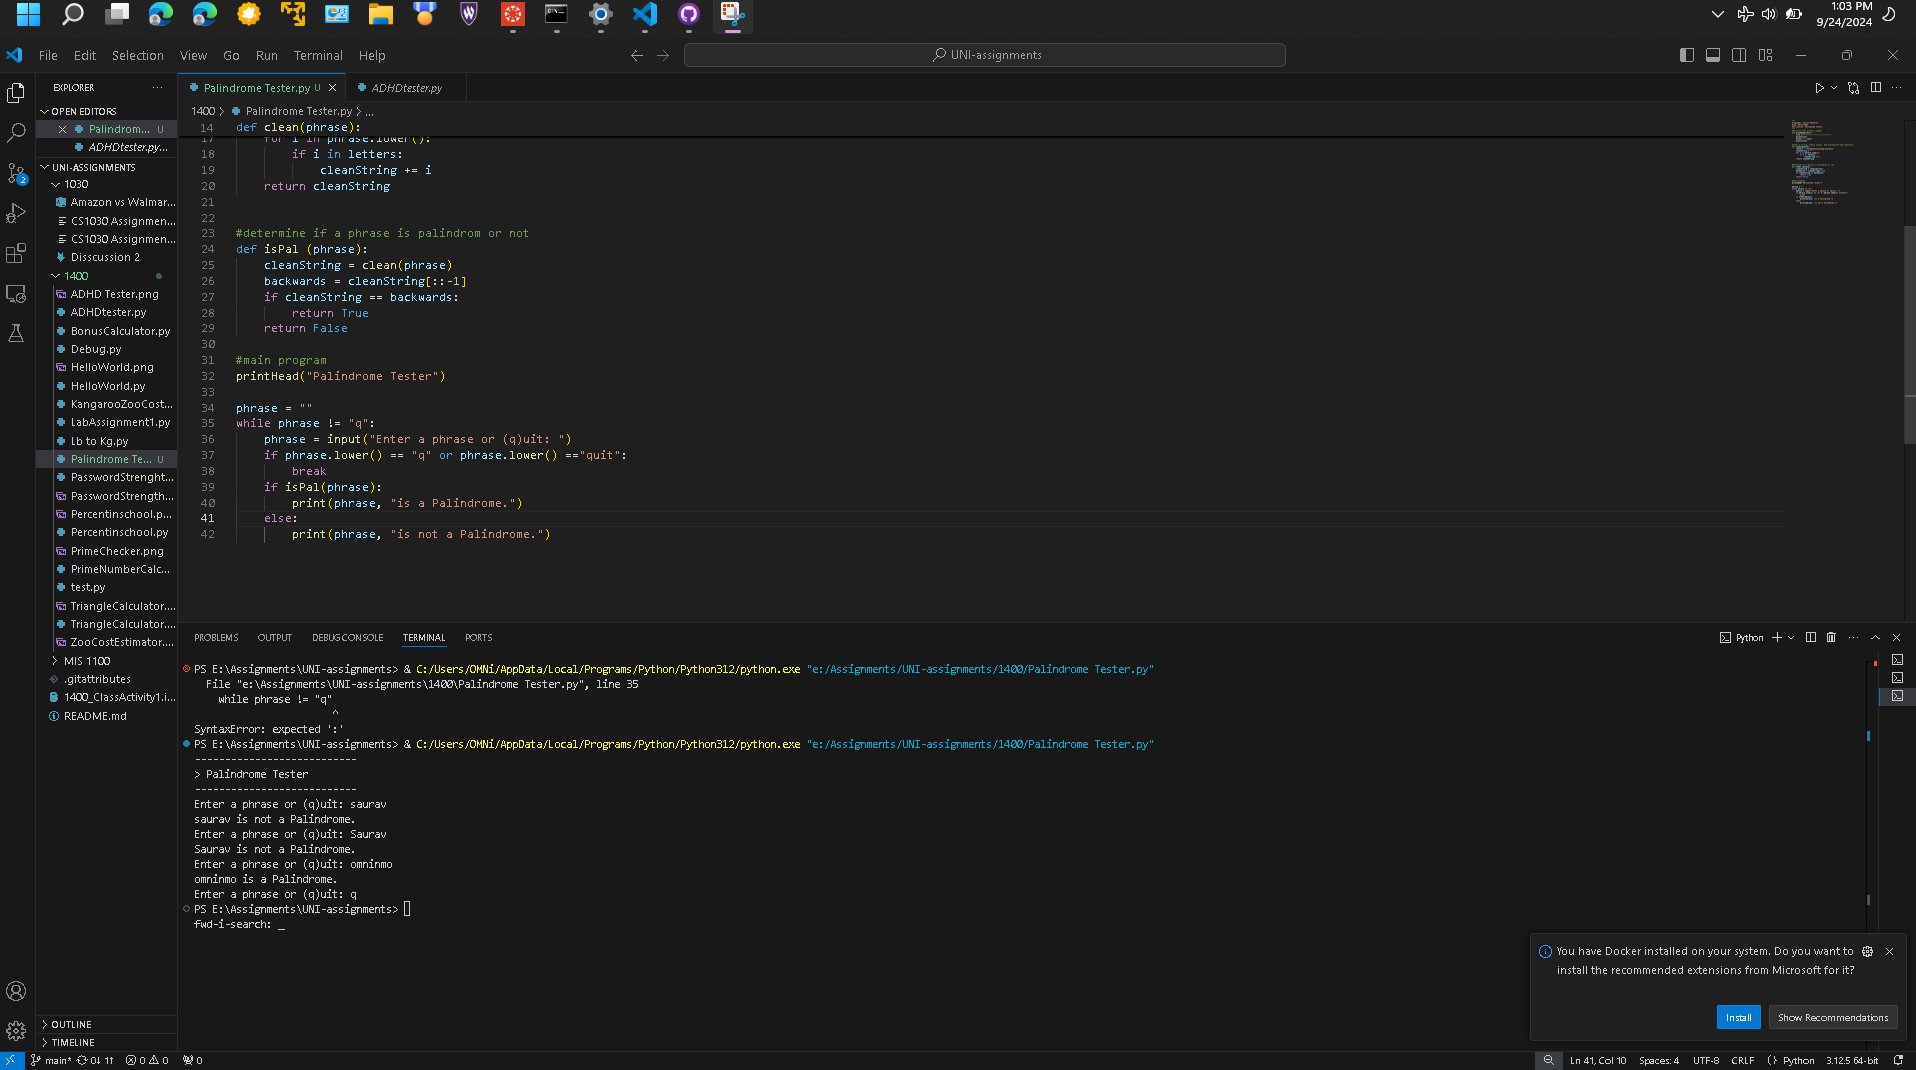 1:03 PM
9/24/2024
File Edit Selection View Go Run Terminal Help
UNI-assignments
EXPLORER
Palindrome Tester.py U
ADHDtester.py
OPEN EDITORS
Palindrom... U
ADHDtester.py...
UNI-ASSIGNMENTS
1030
Amazon vs Walmar...
CS1030 Assignmen...
CS1030 Assignmen...
Disscussion 2
1400
ADHD Tester.png
ADHDtester.py
BonusCalculator.py
Debug.py
HelloWorld.png
HelloWorld.py
KangarooZooCost...
LabAssignment1.py
Lb to Kg.py
Palindrome Te... U
PasswordStrenght...
PasswordStrength...
Percentinschool.p...
Percentinschool.py
PrimeChecker.png
PrimeNumberCalc...
test.py
TriangleCalculator....
TriangleCalculator....
ZooCostEstimator....
MIS 1100
.gitattributes
1400_ClassActivity1.i...
README.md
OUTLINE
TIMELINE
1400 > Palindrome Tester.py > ...
14 def clean(phrase):
17 for i in phrase.lower():
18 if i in letters:
19 cleanString += i
20 return cleanString
21
22
23 #determine if a phrase is palindrom or not
24 def isPal (phrase):
25 cleanString = clean(phrase)
26 backwards = cleanString[::-1]
27 if cleanString == backwards:
28 return True
29 return False
30
31 #main program
32 printHead("Palindrome Tester")
33
34 phrase = ""
35 while phrase != "q":
36 phrase = input("Enter a phrase or (q)uit: ")
37 if phrase.lower() == "q" or phrase.lower() =="quit":
38 break
39 if isPal(phrase):
40 print(phrase, "is a Palindrome.")
41 else:
42 print(phrase, "is not a Palindrome.")
PROBLEMS OUTPUT DEBUG CONSOLE TERMINAL PORTS
Python
PS E:\Assignments\UNI-assignments> & C:/Users/OMNi/AppData/Local/Programs/Python/Python312/python.exe "e:/Assignments/UNI-assignments/1400/Palindrome Tester.py"
File "e:\Assignments\UNI-assignments\1400\Palindrome Tester.py", line 35
while phrase != "q"
^
SyntaxError: expected ':'
PS E:\Assignments\UNI-assignments> & C:/Users/OMNi/AppData/Local/Programs/Python/Python312/python.exe "e:/Assignments/UNI-assignments/1400/Palindrome Tester.py"
---------------------------
> Palindrome Tester
---------------------------
Enter a phrase or (q)uit: saurav
saurav is not a Palindrome.
Enter a phrase or (q)uit: Saurav
Saurav is not a Palindrome.
Enter a phrase or (q)uit: omninmo
omninmo is a Palindrome.
Enter a phrase or (q)uit: q
PS E:\Assignments\UNI-assignments>
fwd-i-search: _
You have Docker installed on your system. Do you want to
install the recommended extensions from Microsoft for it?
Install
Show Recommendations
main* 0↓ 1↑ 0 0 0
Ln 41, Col 10 Spaces: 4 UTF-8 CRLF Python 3.12.5 64-bit